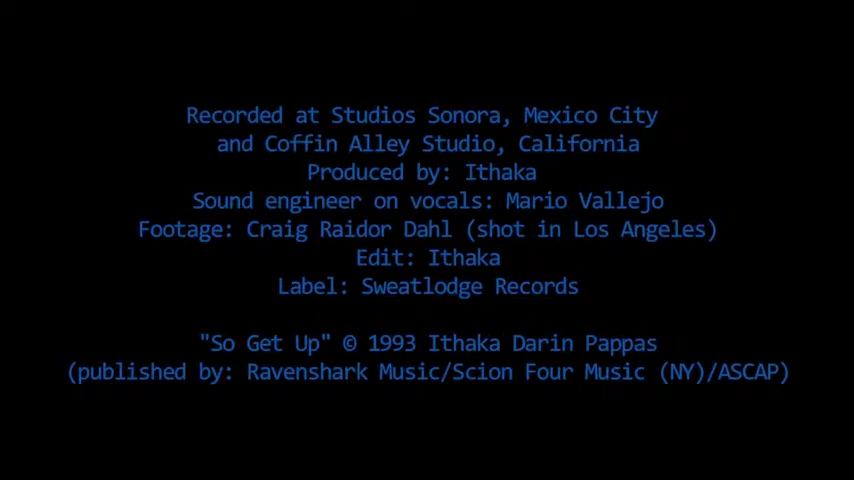 Recorded at Studios Sonora, Mexico City
and Coffin Alley Studio, California
Produced by: Ithaka
Sound engineer on vocals: Mario Vallejo
Footage: Craig Raidor Dahl (shot in Los Angeles)
Edit: Ithaka
Label: Sweatlodge Records
"So Get Up" © 1993 Ithaka Darin Pappas
(published by: Ravenshark Music/Scion Four Music (NY)/ASCAP)